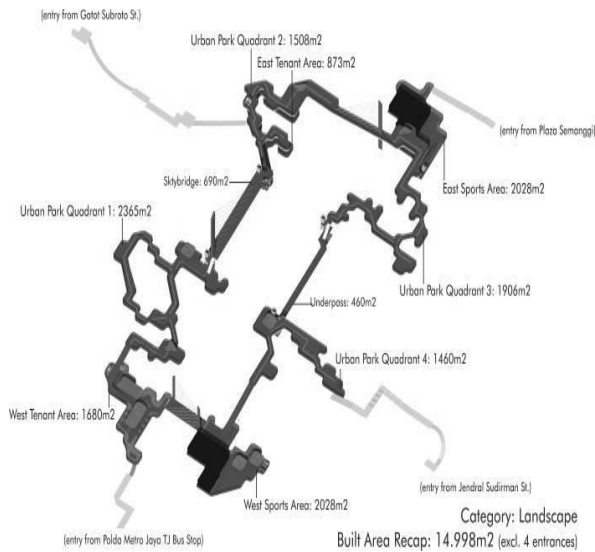 (entry from Gatot Subroto St.)
Urban Park Quadrant 2: 1508m2
East Tenant Area: 873m2
(entry from Plaza Semanggi)
Sktybridge: 690m2
East Sports Area: 2028m2
Urban Park Quadrant 1: 2365m2
Urban Park Quadrant 3: 1906m2
Underpass: 460m2
Urban Park Quadrant 4: 1460m2
West Tenant Area: 1680m2
West Sports Area: 2028m2
(entry from Jendral Sudirman St.)
(entry from Polda Metro Jaya TJ Bus Stop)
Category: Landscape
Built Area Recap: 14.998m2 (excl. 4 entrances)